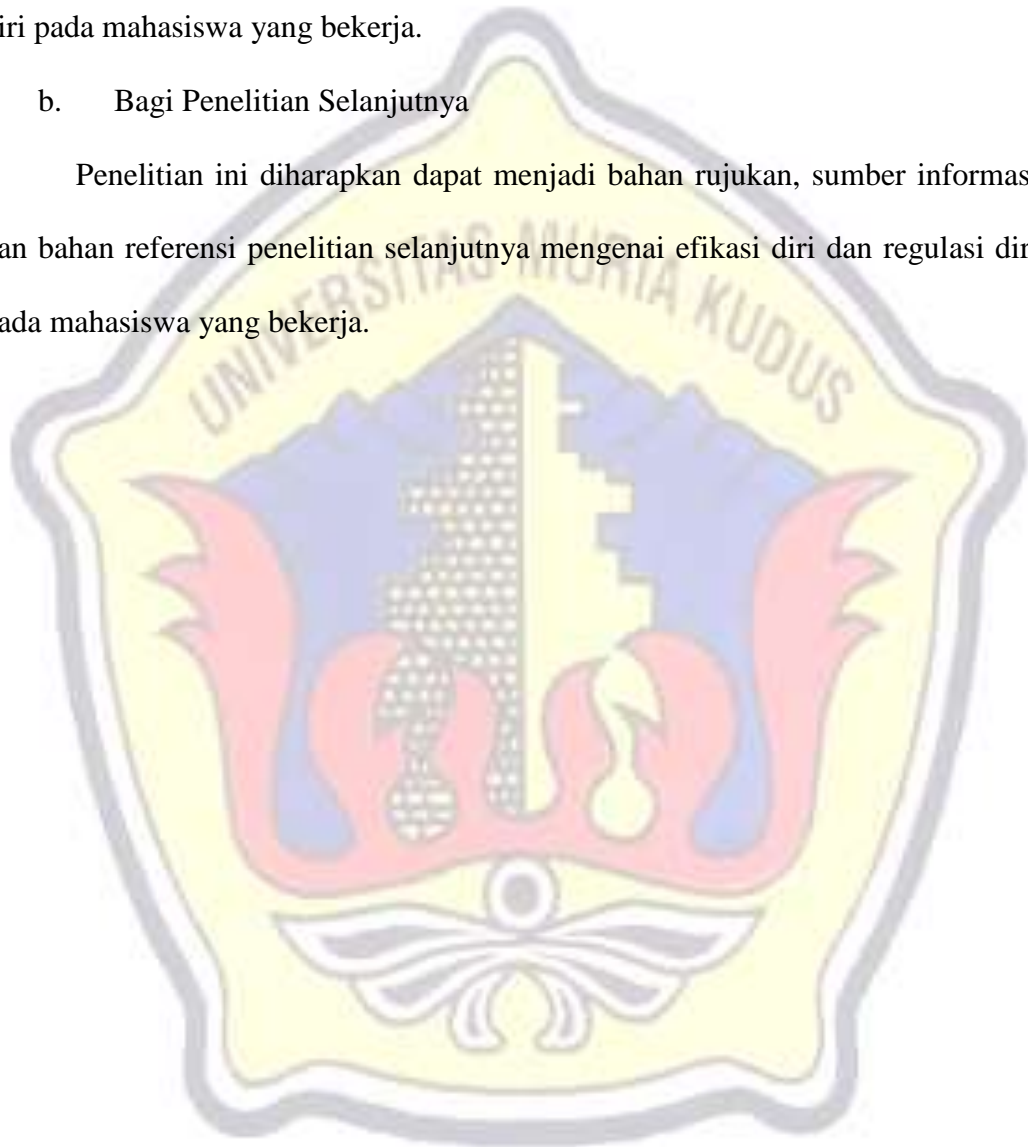 iri pada mahasiswa yang bekerja.
b. Bagi Penelitian Selanjutnya
Penelitian ini diharapkan dapat menjadi bahan rujukan, sumber informas
an bahan referensi penelitian selanjutnya mengenai efikasi diri dan regulasi dir
ada mahasiswa yang bekerja.
UNIVERSITAS MURIA KUDUS